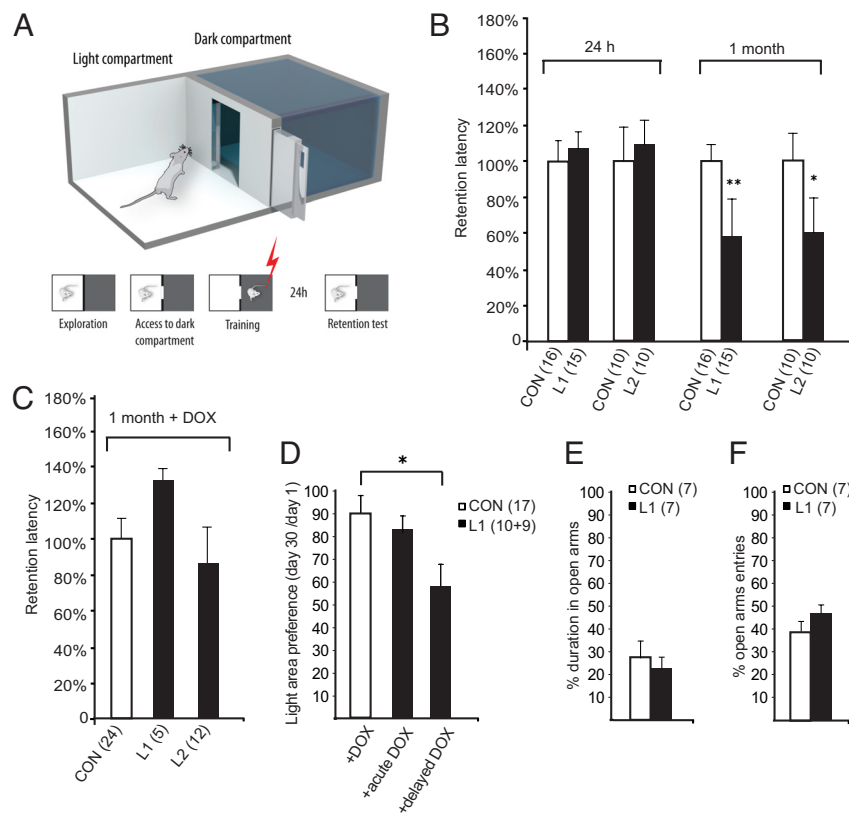 A
Dark compartment
Light compartment
24h
Exploration
Access to dark
compartment
Training
Retention test
B
Retention latency
180%
160%
140%
120%
100%
80%
60%
40%
20%
0
24 h
1 month
**
*
CON (16)
L1 (15)
CON (10)
L2 (10)
CON (16)
L1 (15)
CON (10)
L2 (10)
C
Retention latency
180%
160%
140%
120%
100%
80%
60%
40%
20%
0
1 month + DOX
CON (24)
L1 (5)
L2 (12)
D
Light area preference (day 30 /day 1)
100
90
80
70
60
50
40
30
20
10
*
CON (17)
L1 (10+9)
+DOX
+acute DOX
+delayed DOX
E
% duration in open arms
100
90
80
70
60
50
40
30
20
10
CON (7)
L1 (7)
F
% open arms entries
100
90
80
70
60
50
40
30
20
10
CON (7)
L1 (7)